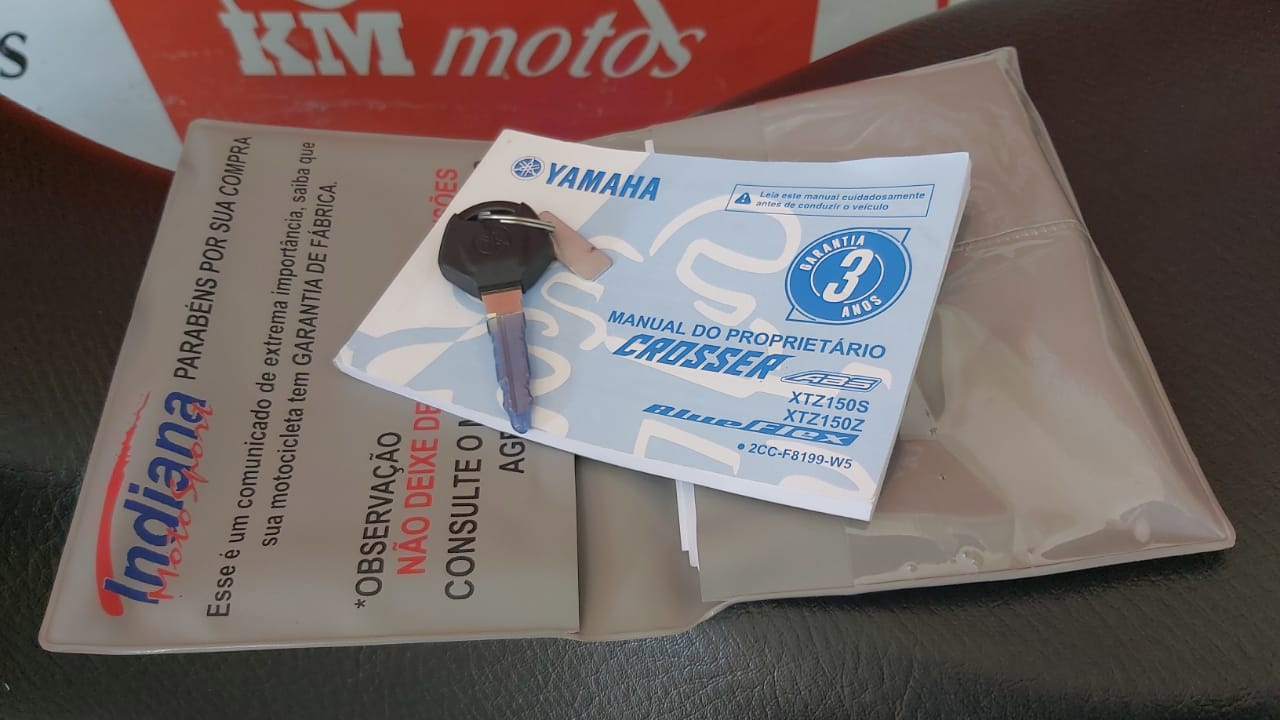 KM motos
s
Indiana
Moto Sport
PARABÉNS POR SUA COMPRA
Esse é um comunicado de extrema importância, saiba que
sua motocicleta tem GARANTIA DE FÁBRICA.
*OBSERVAÇÃO
NÃO DEIXE DE
CONSULTE O
YAMAHA
Leia este manual cuidadosamente
antes de conduzir o veículo
GARANTIA
3
ANOS
MANUAL DO PROPRIETÁRIO
CROSSER ABS
XTZ150S
XTZ150Z
BlueFlex
● 2CC-F8199-W5